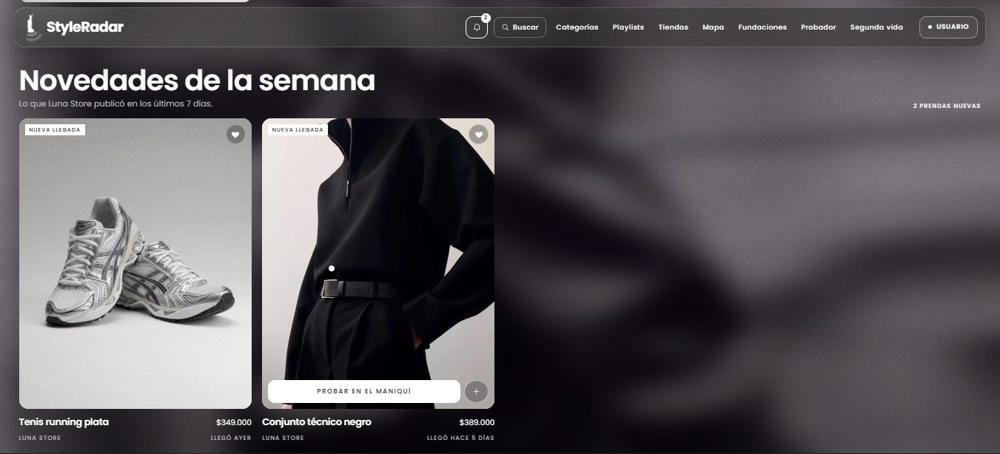 StyleRadar
2
Buscar
Categorías
Playlists
Tiendas
Mapa
Fundaciones
Probador
Segunda vida
USUARIO
Novedades de la semana
Lo que Luna Store publicó en los últimos 7 días.
2 PRENDAS NUEVAS
NUEVA LLEGADA
NUEVA LLEGADA
PROBAR EN EL MANIQUÍ
+
Tenis running plata
$349.000
LUNA STORE
LLEGÓ AYER
Conjunto técnico negro
$389.000
LUNA STORE
LLEGÓ HACE 5 DÍAS